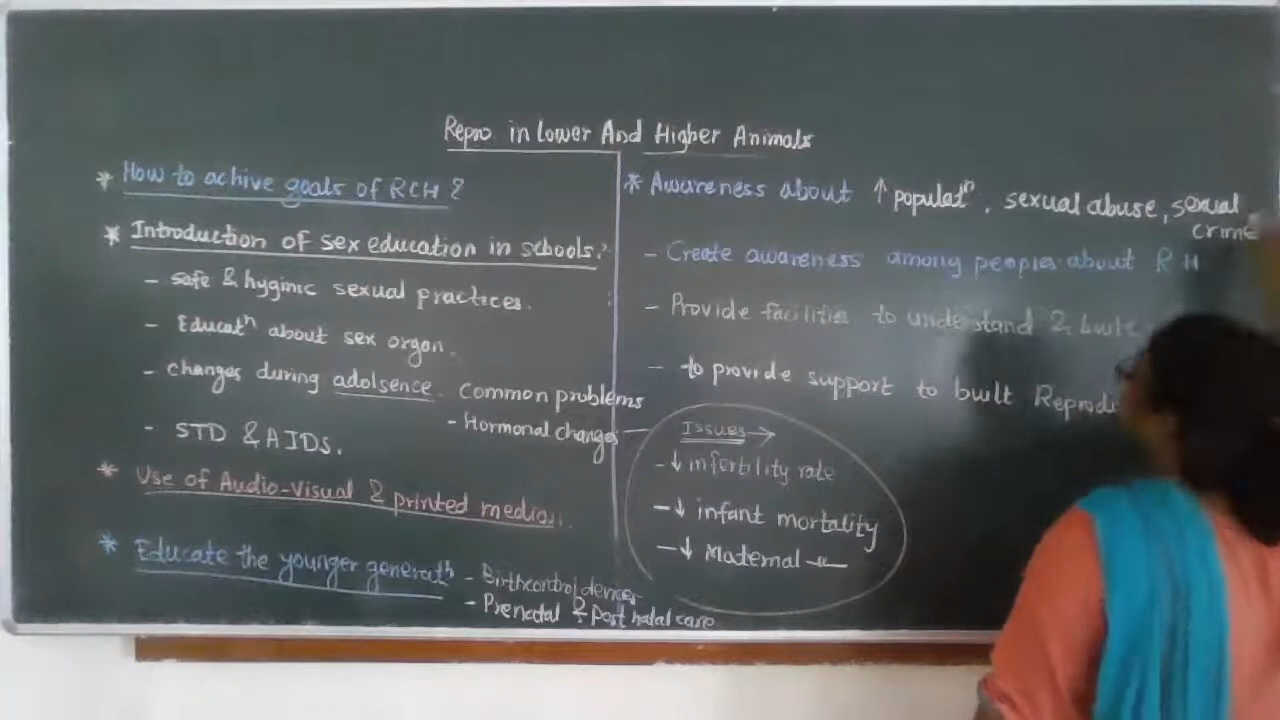 Repro in Lower And Higher Animals
* How to achive goals of RCH ?
* Introduction of sex education in schools.
- safe & hyginic sexual practices.
- Educatⁿ about sex organ.
- changes during adolsence. Common problems
- Hormonal changes
- STD & AIDs.
* Use of Audio-Visual & printed medias.
* Educate the younger generatⁿ - Birthcontrol devices
- Prenatal & post natal care
* Awareness about ↑ populatⁿ, sexual abuse, sexual
crime
- Create awareness among peoples about RH
- Provide facilities to understand & built
- to provide support to built
Issues →
- ↓ infertility rate
- ↓ infant mortality
- ↓ Maternal -"-